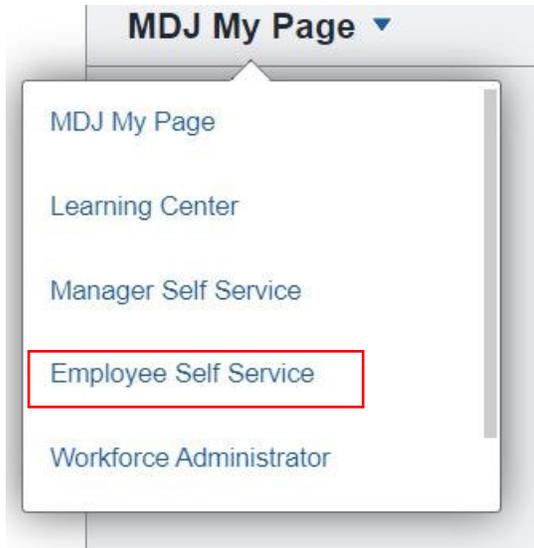 MDJ My Page ▼
MDJ My Page
Learning Center
Manager Self Service
Employee Self Service
Workforce Administrator